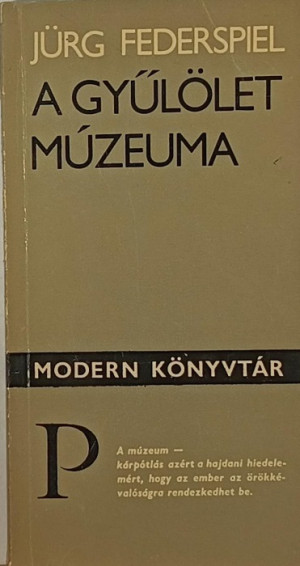 JÜRG FEDERSPIEL
A GYŰLÖLET
MÚZEUMA
MODERN KÖNYVTÁR
P
A múzeum —
kárpótlás azért a hajdani hiedele-
mért, hogy az ember az örökké-
valóságra rendezkedhet be.